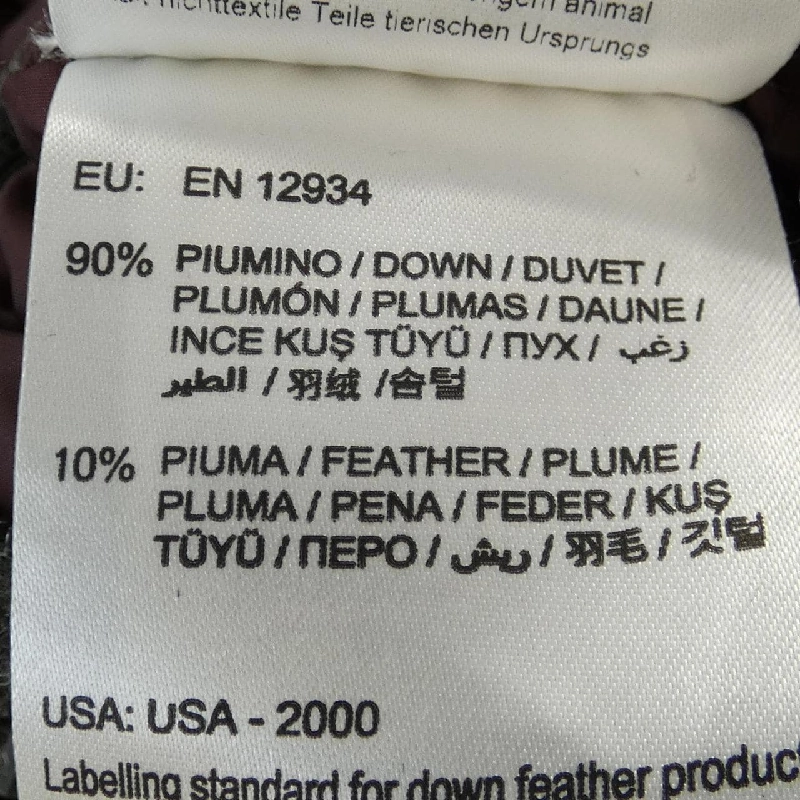 animal
nichttextile Teile tierischen Ursprungs
EU: EN 12934
90% PIUMINO / DOWN / DUVET /
PLUMÓN / PLUMAS / DAUNE /
INCE KUŞ TÜYÜ / ПУХ / زغب
الطير / 羽绒 / 솜털
10% PIUMA / FEATHER / PLUME /
PLUMA / PENA / FEDER / KUŞ
TÜYÜ / ПЕРО / ريش / 羽毛 / 깃털
USA: USA - 2000
Labelling standard for down feather product